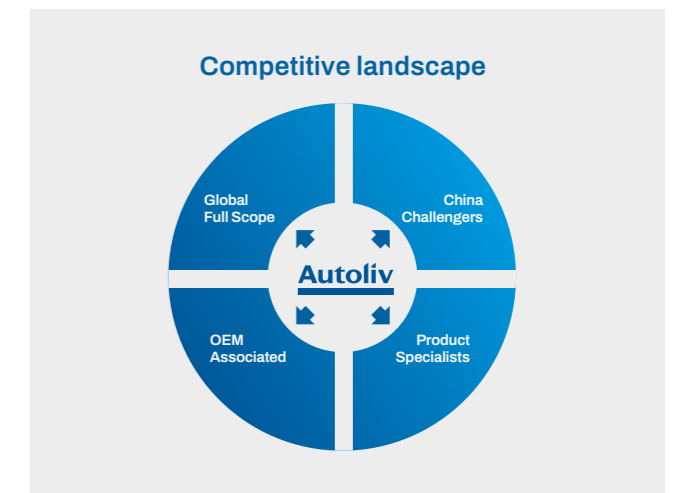 Competitive landscape
Global
Full Scope
China
Challengers
Autoliv
OEM
Associated
Product
Specialists